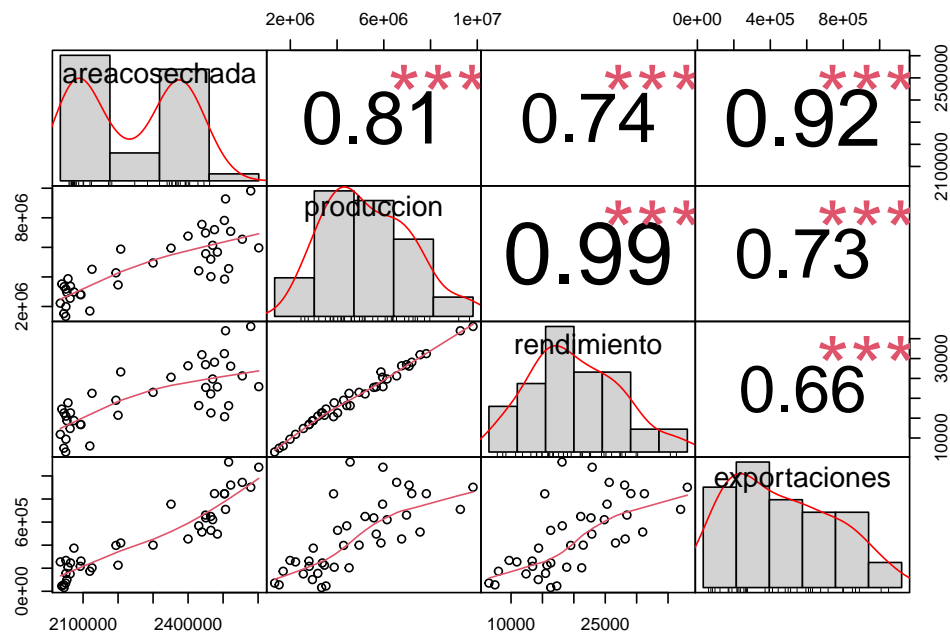 2e+06 6e+06 1e+07 0e+00 4e+05 8e+05
areacosechada
0.81
***
0.74
***
0.92
***
2100000 2500000
2e+06 8e+06
produccion
0.99
***
0.73
***
rendimiento
0.66
***
10000 30000
0e+00 6e+05
exportaciones
2100000 2400000 10000 25000